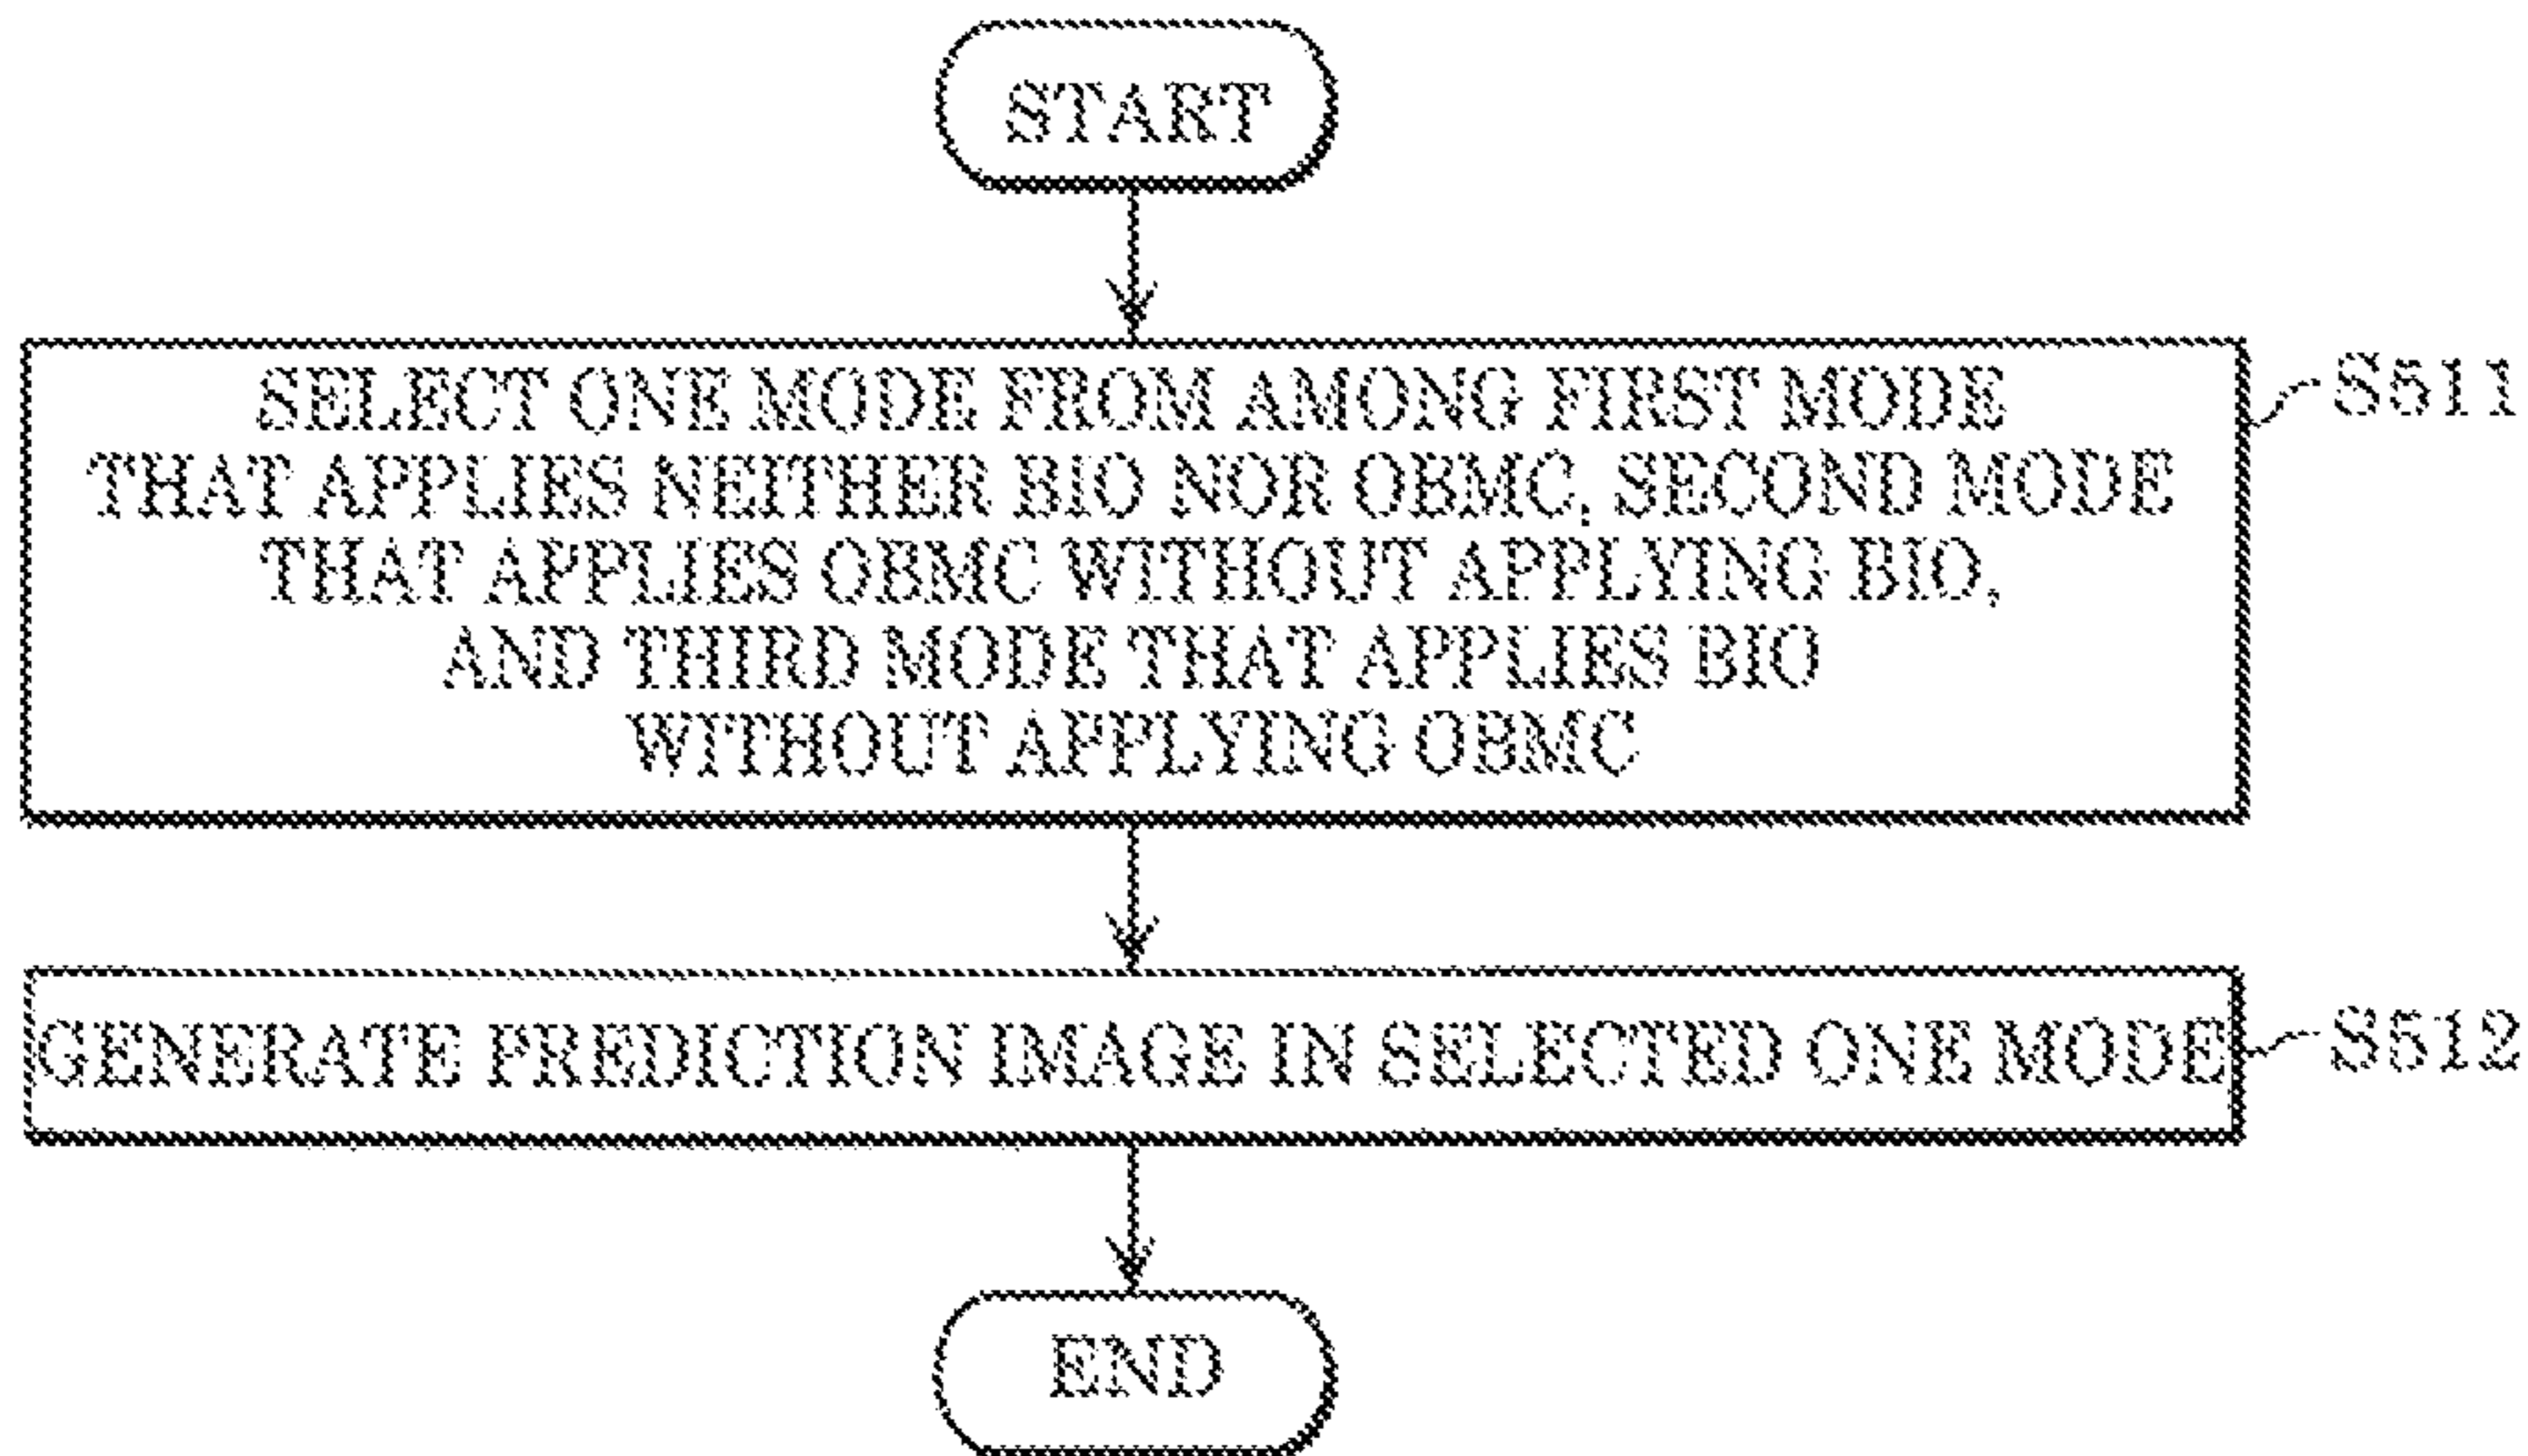 START
SELECT ONE MODE FROM AMONG FIRST MODE
THAT APPLIES NEITHER BIO NOR OBMC, SECOND MODE
THAT APPLIES OBMC WITHOUT APPLYING BIO,
AND THIRD MODE THAT APPLIES BIO
WITHOUT APPLYING OBMC
S511
GENERATE PREDICTION IMAGE IN SELECTED ONE MODE
S512
END